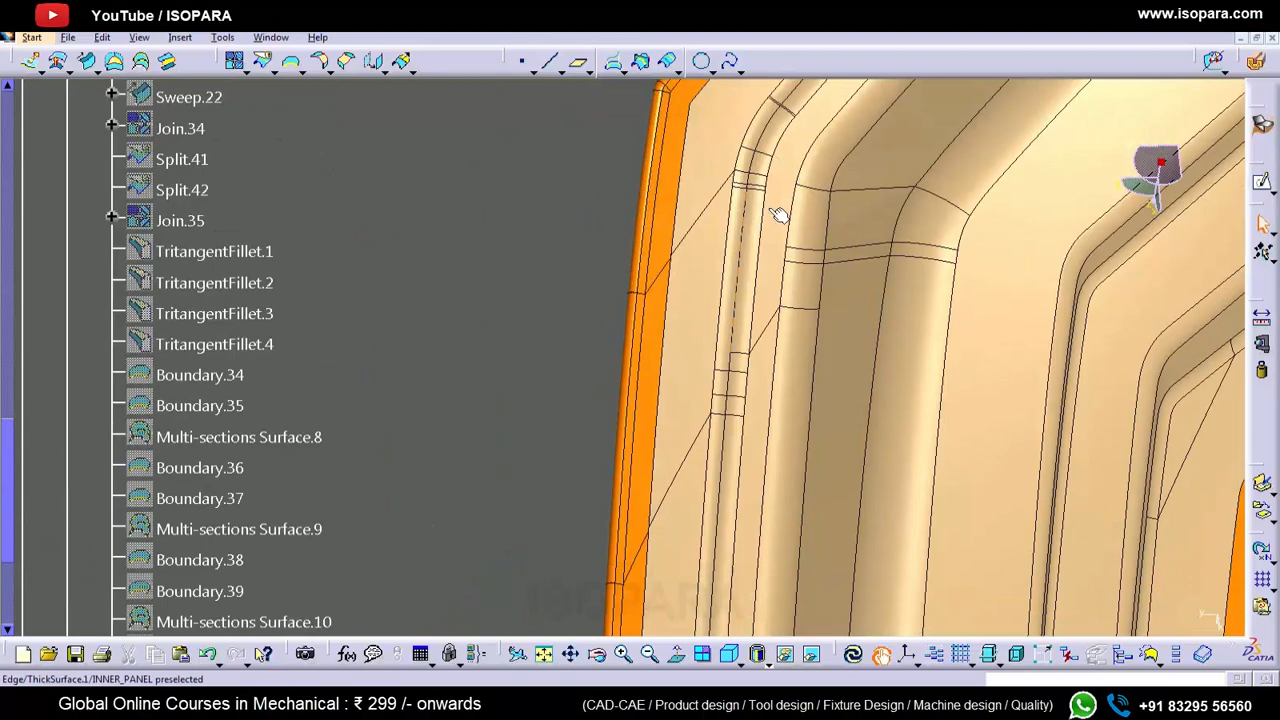 YouTube / ISOPARA
www.isopara.com
Start File Edit View Insert Tools Window Help
Sweep.22
Join.34
Split.41
Split.42
Join.35
TritangentFillet.1
TritangentFillet.2
TritangentFillet.3
TritangentFillet.4
Boundary.34
Boundary.35
Multi-sections Surface.8
Boundary.36
Boundary.37
Multi-sections Surface.9
Boundary.38
Boundary.39
Multi-sections Surface.10
ISOPARA
Edge/ThickSurface.1/INNER_PANEL preselected
CATIA
Global Online Courses in Mechanical : ₹ 299 /- onwards
(CAD-CAE / Product design / Tool design / Fixture Design / Machine design / Quality)
+91 83295 56560